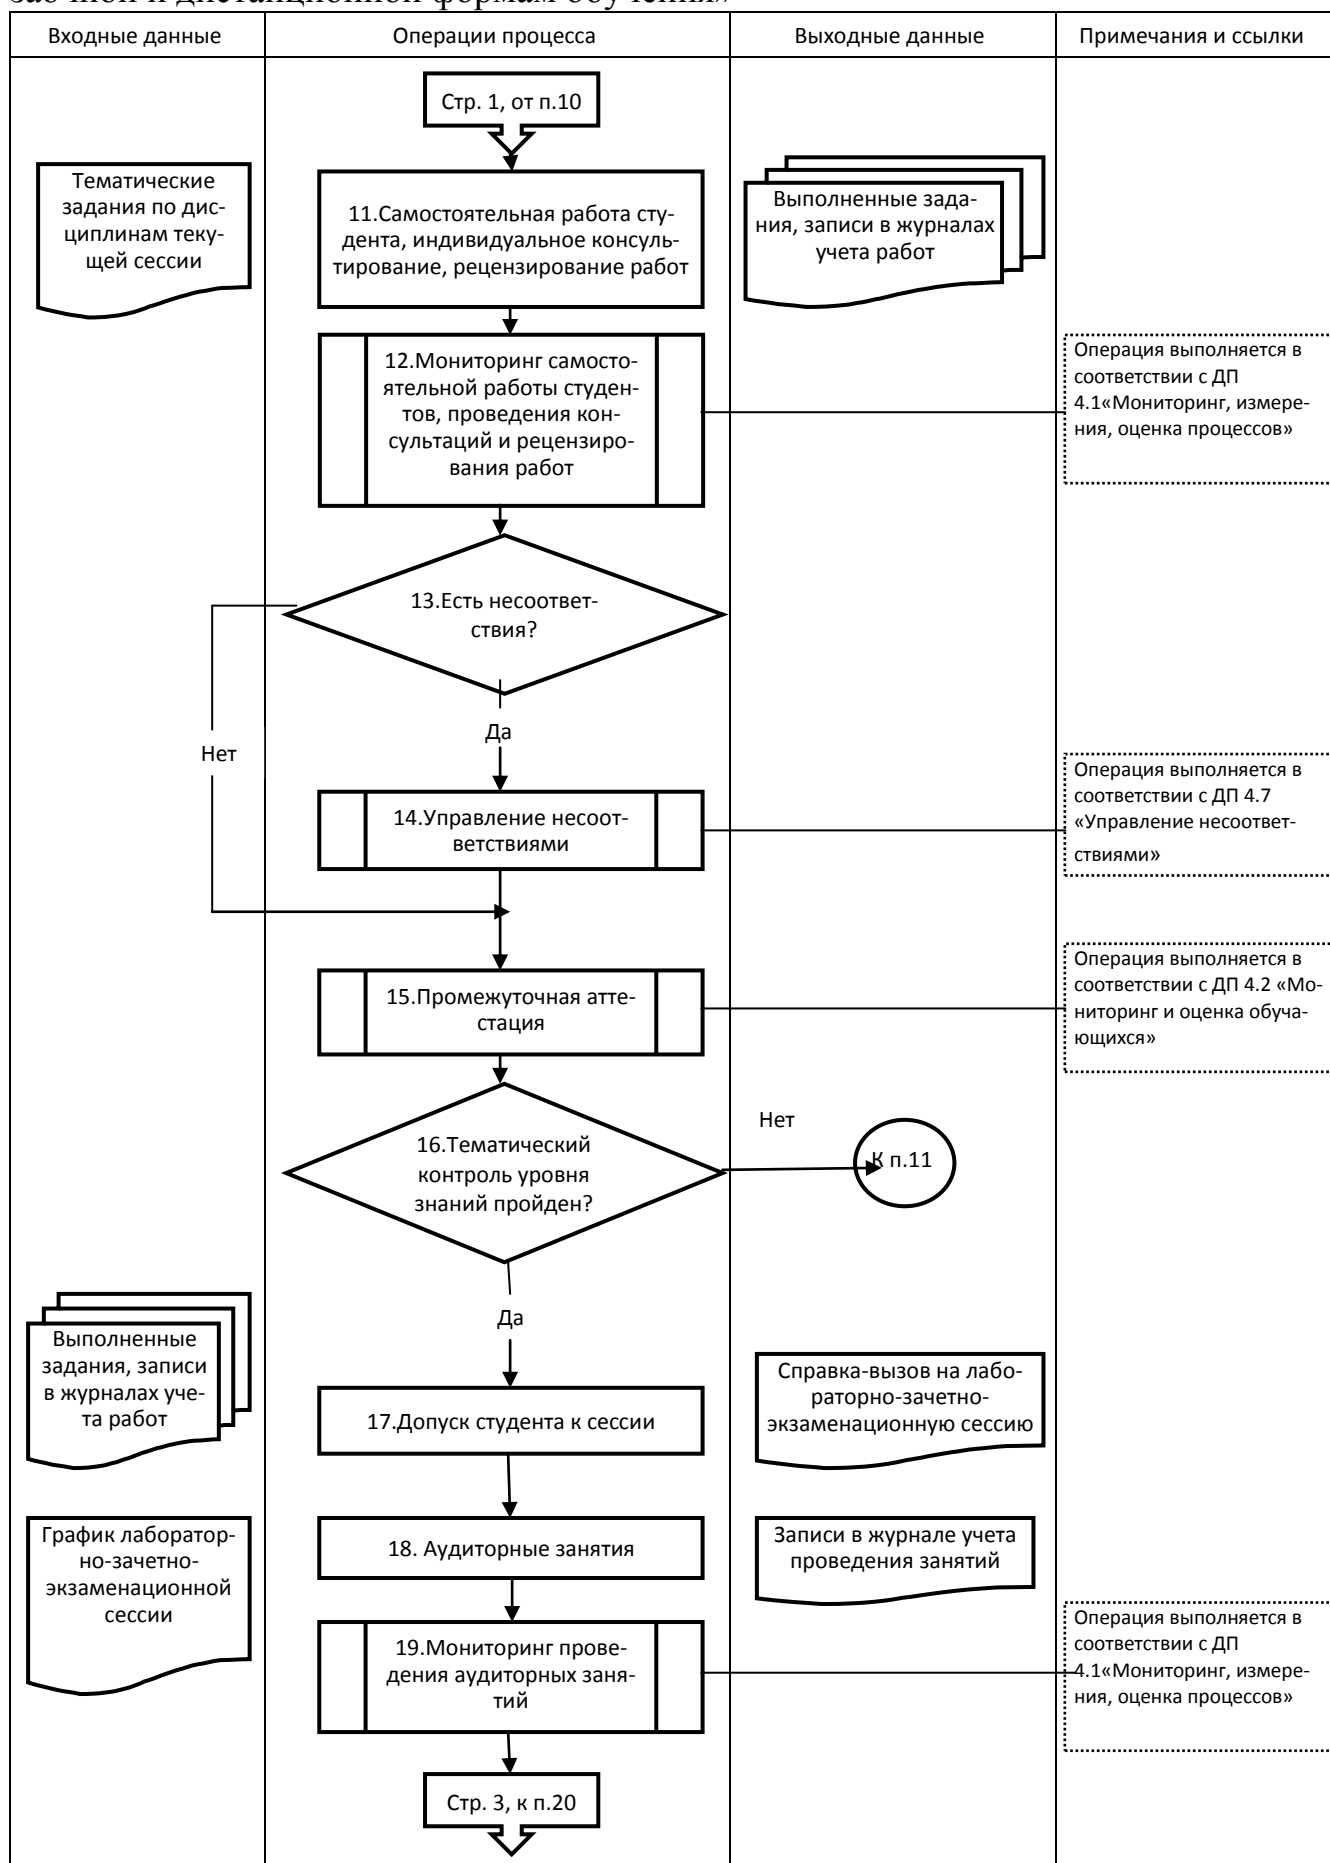 заочной и дистанционной формам обучения»
Входные данные
Операции процесса
Выходные данные
Примечания и ссылки
Стр. 1, от п.10
Тематические
задания по дис-
циплинам теку-
щей сессии
11.Самостоятельная работа сту-
дента, индивидуальное консуль-
тирование, рецензирование работ
Выполненные зада-
ния, записи в журналах
учета работ
12.Мониторинг самосто-
ятельной работы студен-
тов, проведения кон-
сультаций и рецензиро-
вания работ
Операция выполняется в
соответствии с ДП
4.1«Мониторинг, измере-
ния, оценка процессов»
13.Есть несоответ-
ствия?
Да
Нет
14.Управление несоот-
ветствиями
Операция выполняется в
соответствии с ДП 4.7
«Управление несоответ-
ствиями»
15.Промежуточная атте-
стация
Операция выполняется в
соответствии с ДП 4.2 «Мо-
ниторинг и оценка обуча-
ющихся»
16.Тематический
контроль уровня
знаний пройден?
Нет
К п.11
Да
Выполненные
задания, записи
в журналах уче-
та работ
17.Допуск студента к сессии
Справка-вызов на лабо-
раторно-зачетно-
экзаменационную сессию
График лаборатор-
но-зачетно-
экзаменационной
сессии
18. Аудиторные занятия
Записи в журнале учета
проведения занятий
19.Мониторинг прове-
дения аудиторных заня-
тий
Операция выполняется в
соответствии с ДП
4.1«Мониторинг, измере-
ния, оценка процессов»
Стр. 3, к п.20